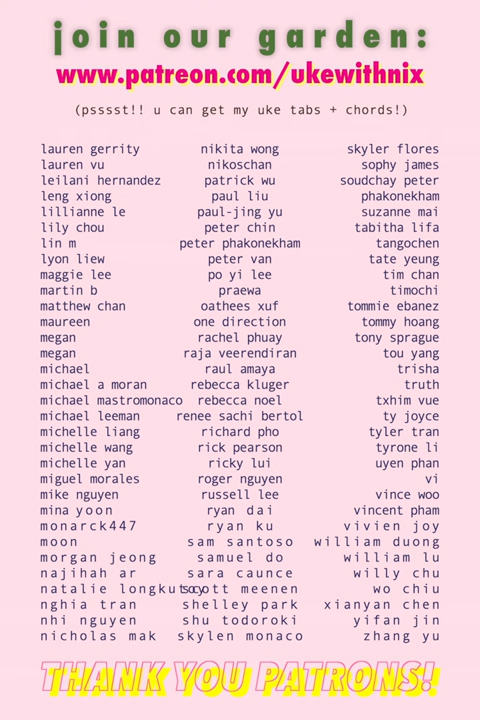 join our garden:
www.patreon.com/ukewithnix
(psssst!! u can get my uke tabs + chords!)
lauren gerrity
lauren vu
leilani hernandez
leng xiong
lillianne le
lily chou
lin m
lyon liew
maggie lee
martin b
matthew chan
maureen
megan
megan
michael
michael a moran
michael mastromonaco
michael leeman
michelle liang
michelle wang
michelle yan
miguel morales
mike nguyen
mina yoon
monarck447
moon
morgan jeong
najihah ar
natalie
nghia tran
nhi nguyen
nicholas mak
nikita wong
nikoschan
patrick wu
paul liu
paul-jing yu
peter chin
peter phakonekham
peter van
po yi lee
praewa
oathees xuf
one direction
rachel phuay
raja veerendiran
raul amaya
rebecca kluger
rebecca noel
renee sachi bertol
richard pho
rick pearson
ricky lui
roger nguyen
russell lee
ryan dai
ryan ku
sam santoso
samuel do
sara caunce
scott meenen
shelley park
shu todoroki
skylen monaco
skyler flores
sophy james
soudchay peter
phakonekham
suzanne mai
tabitha lifa
tangochen
tate yeung
tim chan
timochi
tommie ebanez
tommy hoang
tony sprague
tou yang
trisha
truth
txhim vue
ty joyce
tyler tran
tyrone li
uyen phan
vi
vince woo
vincent pham
vivien joy
william duong
william lu
willy chu
wo chiu
xianyan chen
yifan jin
zhang yu
THANK YOU PATRONS!